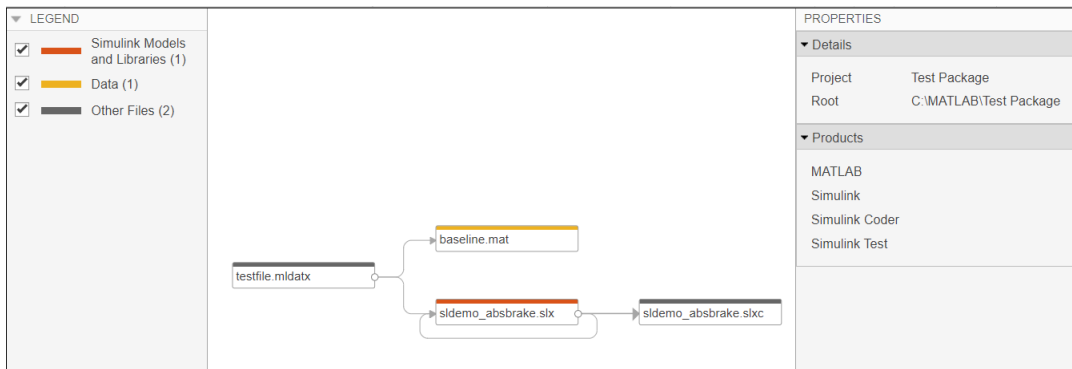 LEGEND
Simulink Models
and Libraries (1)
Data (1)
Other Files (2)
testfile.mldatx
baseline.mat
sldemo_absbrake.slx
sldemo_absbrake.slxc
PROPERTIES
Details
Project Test Package
Root C:\MATLAB\Test Package
Products
MATLAB
Simulink
Simulink Coder
Simulink Test